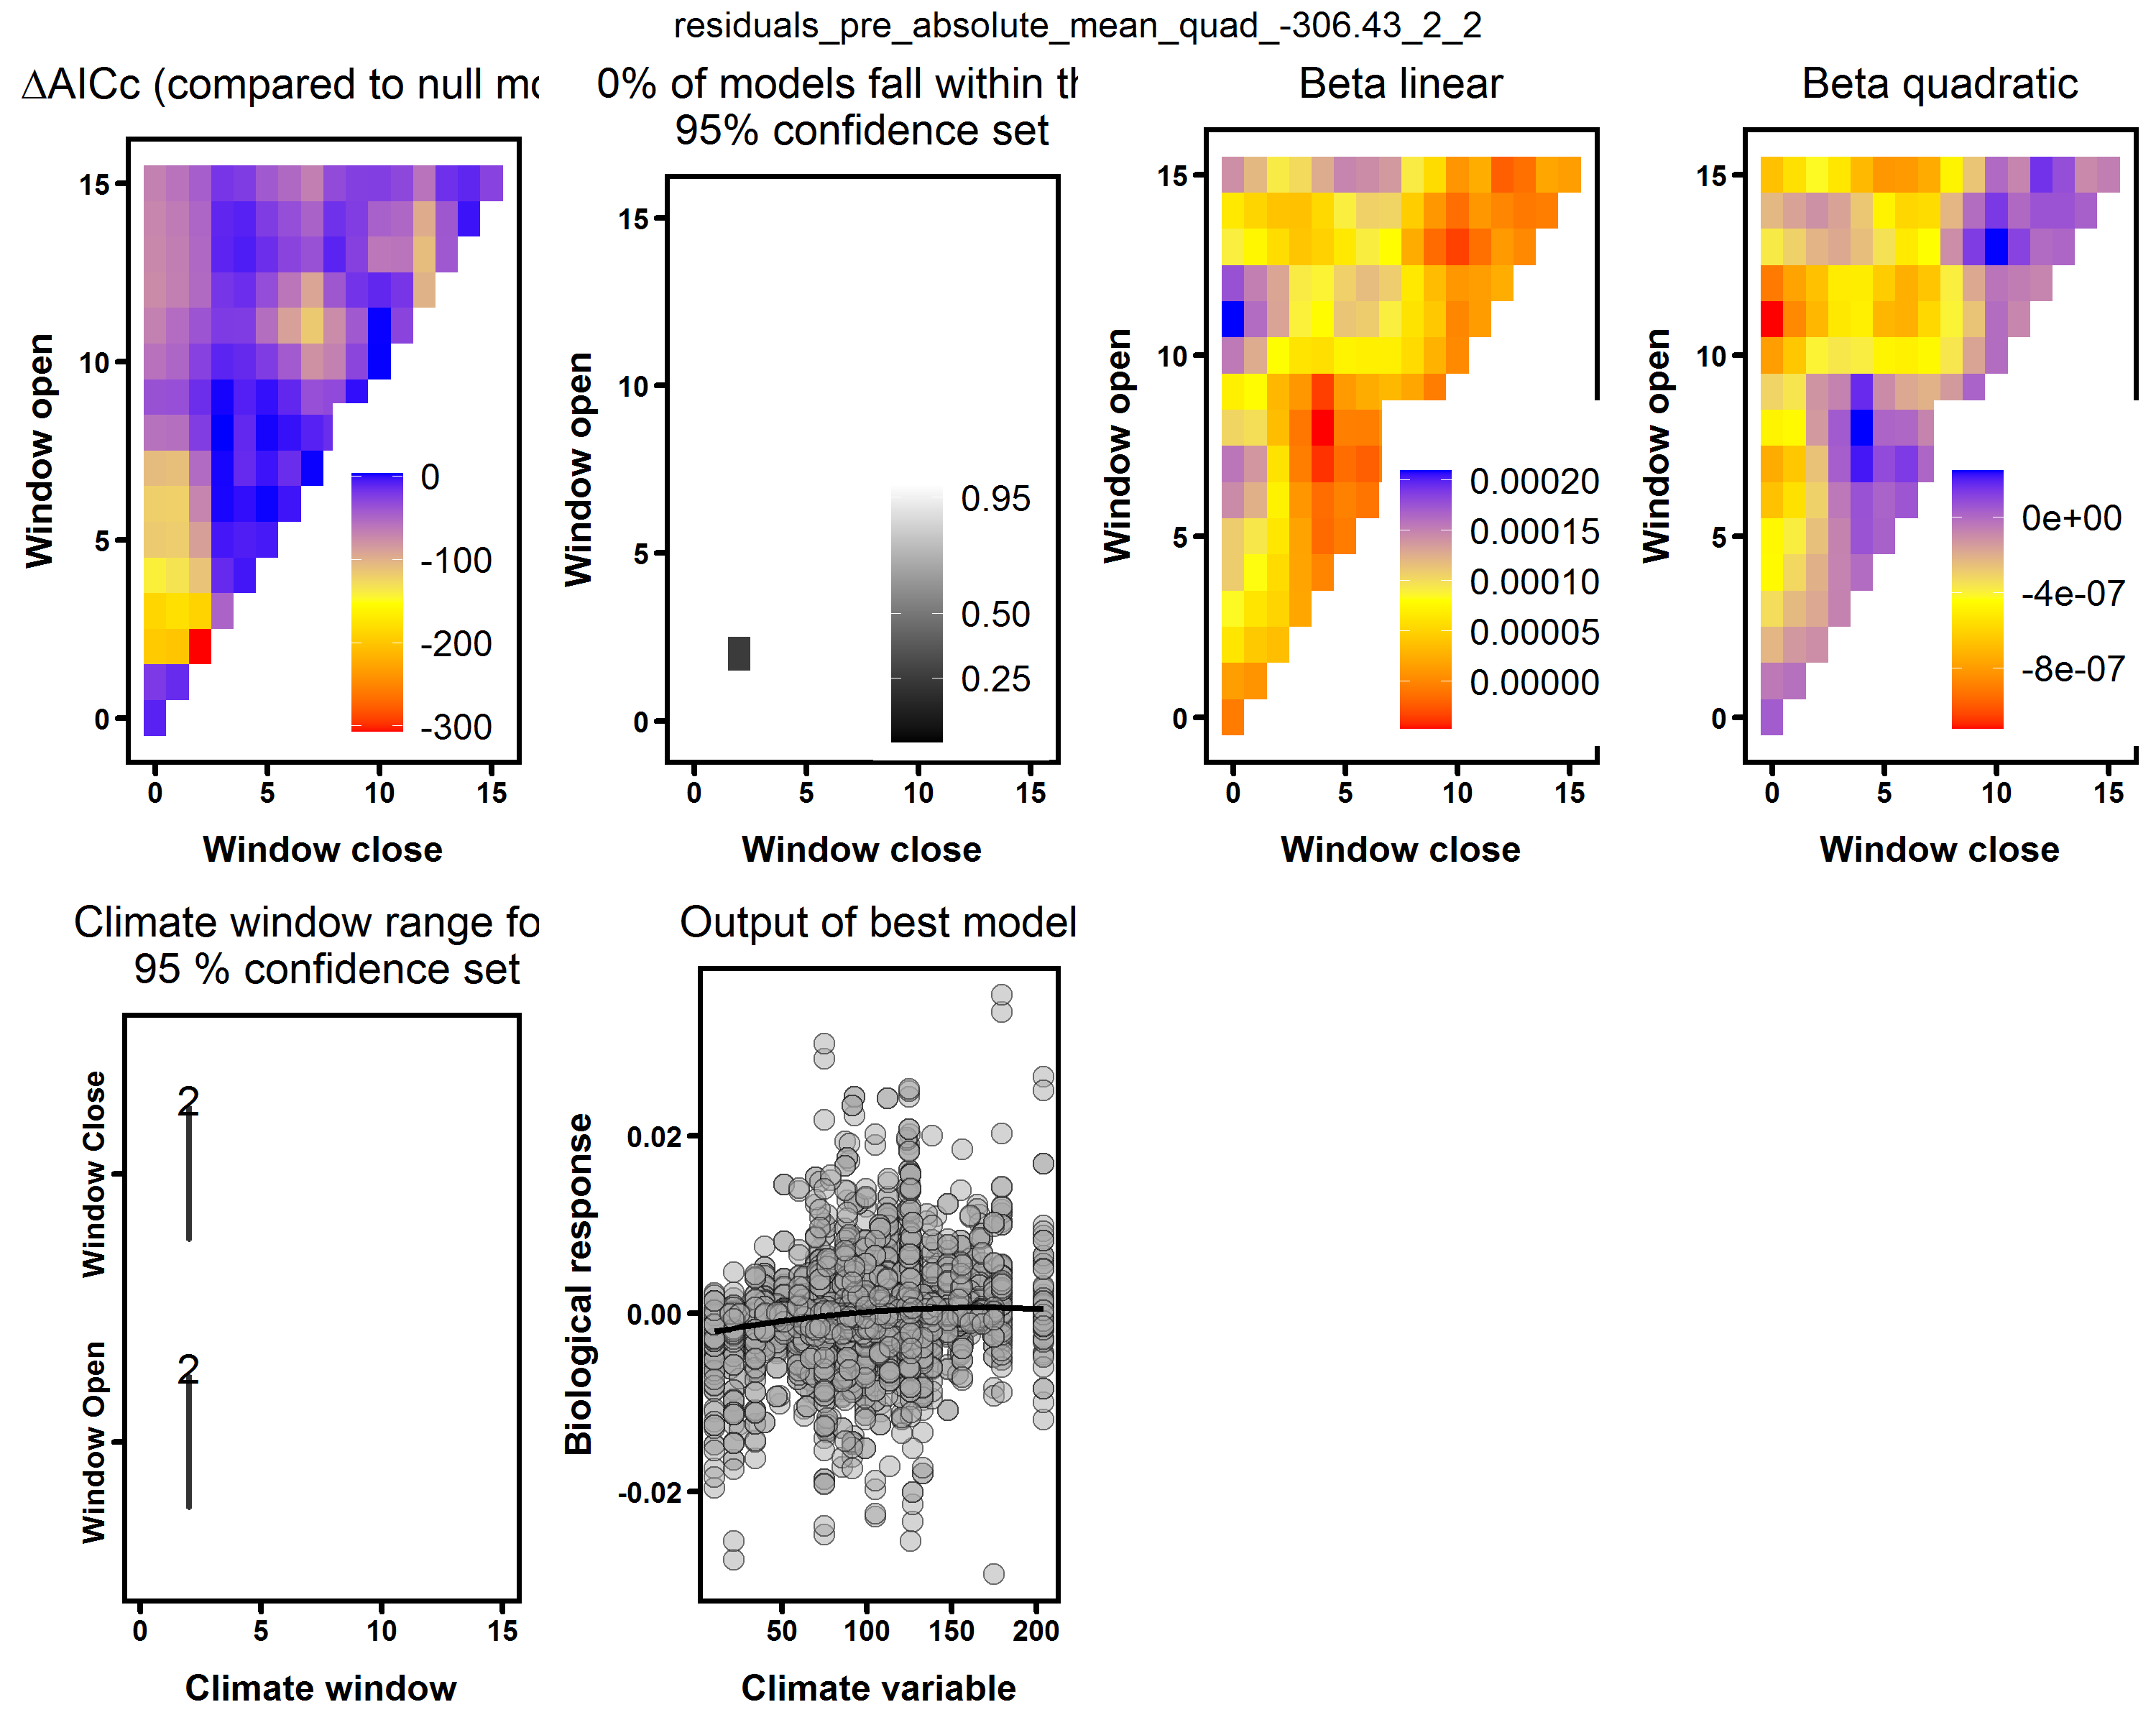 residuals_pre_absolute_mean_quad_-306.43_2_2
ΔAICc (compared to null mo
15
10
5
0
0
-100
-200
-300
0
5
10
15
Window open
Window close
0% of models fall within th
95% confidence set
15
10
5
0
0.95
0.50
0.25
0
5
10
15
Window open
Window close
Beta linear
15
10
5
0
0.00020
0.00015
0.00010
0.00005
0.00000
0
5
10
15
Window open
Window close
Beta quadratic
15
10
5
0
0e+00
-4e-07
-8e-07
0
5
10
15
Window open
Window close
Climate window range fo
95 % confidence set
Window Close
2
Window Open
2
0
5
10
15
Climate window
Output of best model
0.02
0.00
-0.02
50
100
150
200
Biological response
Climate variable